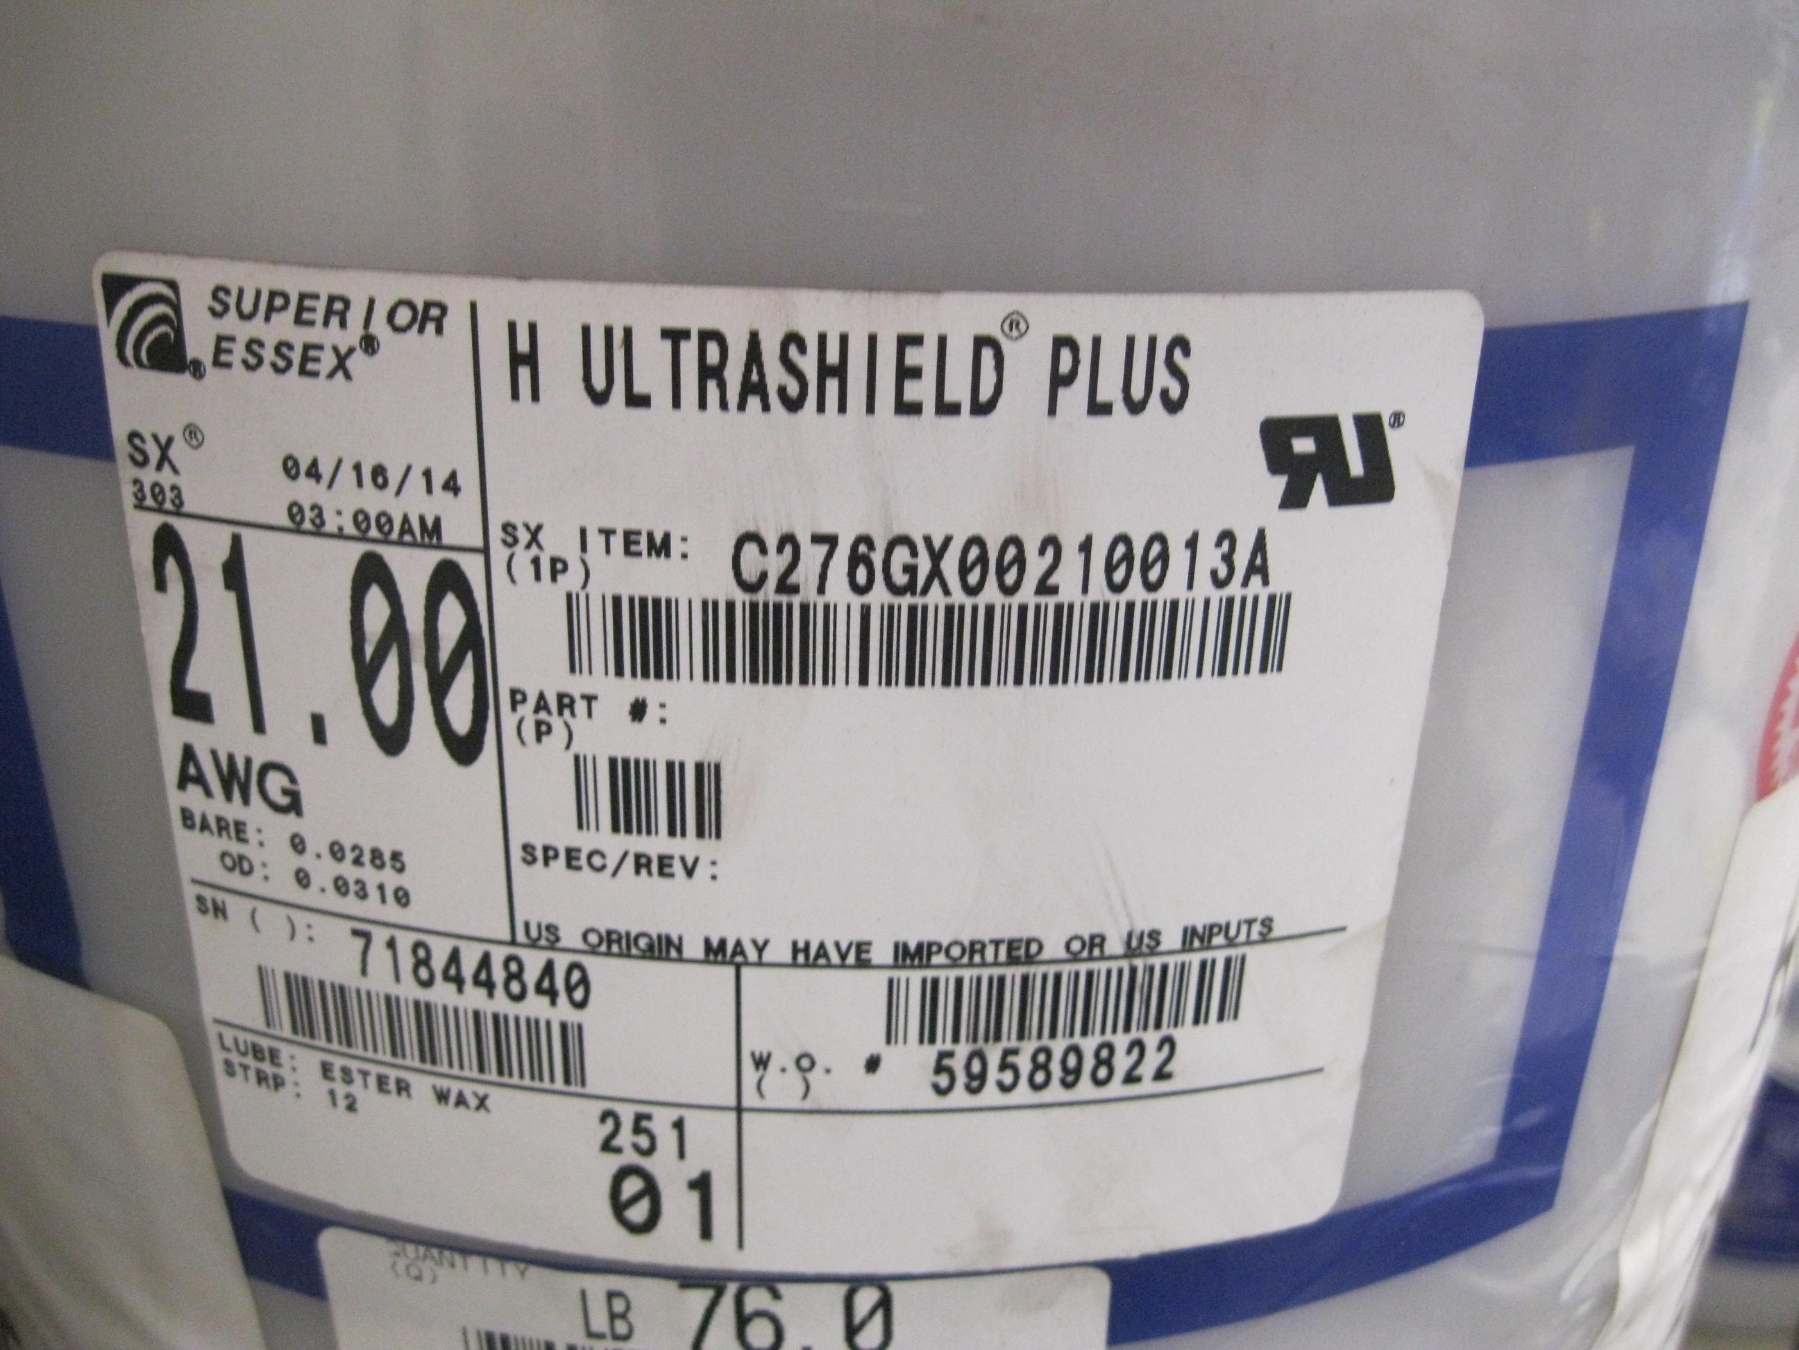 SUPERIOR
ESSEX®
H ULTRASHIELD® PLUS
RU®
SX®
303
04/16/14
03:00AM
21.00
AWG
BARE: 0.0285
OD: 0.0310
SX ITEM: C276GX00210013A
(1P)
PART #:
(P)
SPEC/REV:
US ORIGIN MAY HAVE IMPORTED OR US INPUTS
SN ( ): 71844840
W.O. # 59589822
( )
LUBE: ESTER WAX
STRP: 12
251
01
QUANTITY
(Q)
LB 76.0